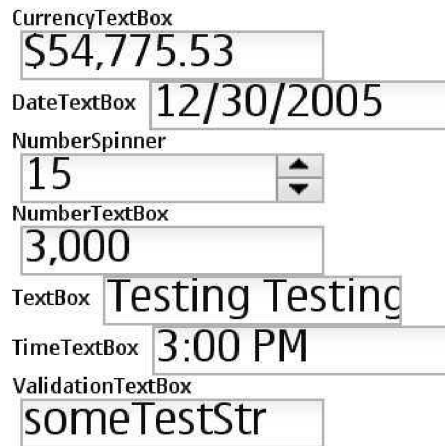 CurrencyTextBox
$54,775.53
DateTextBox 12/30/2005
NumberSpinner
15
NumberTextBox
3,000
TextBox Testing Testing
TimeTextBox 3:00 PM
ValidationTextBox
someTestStr